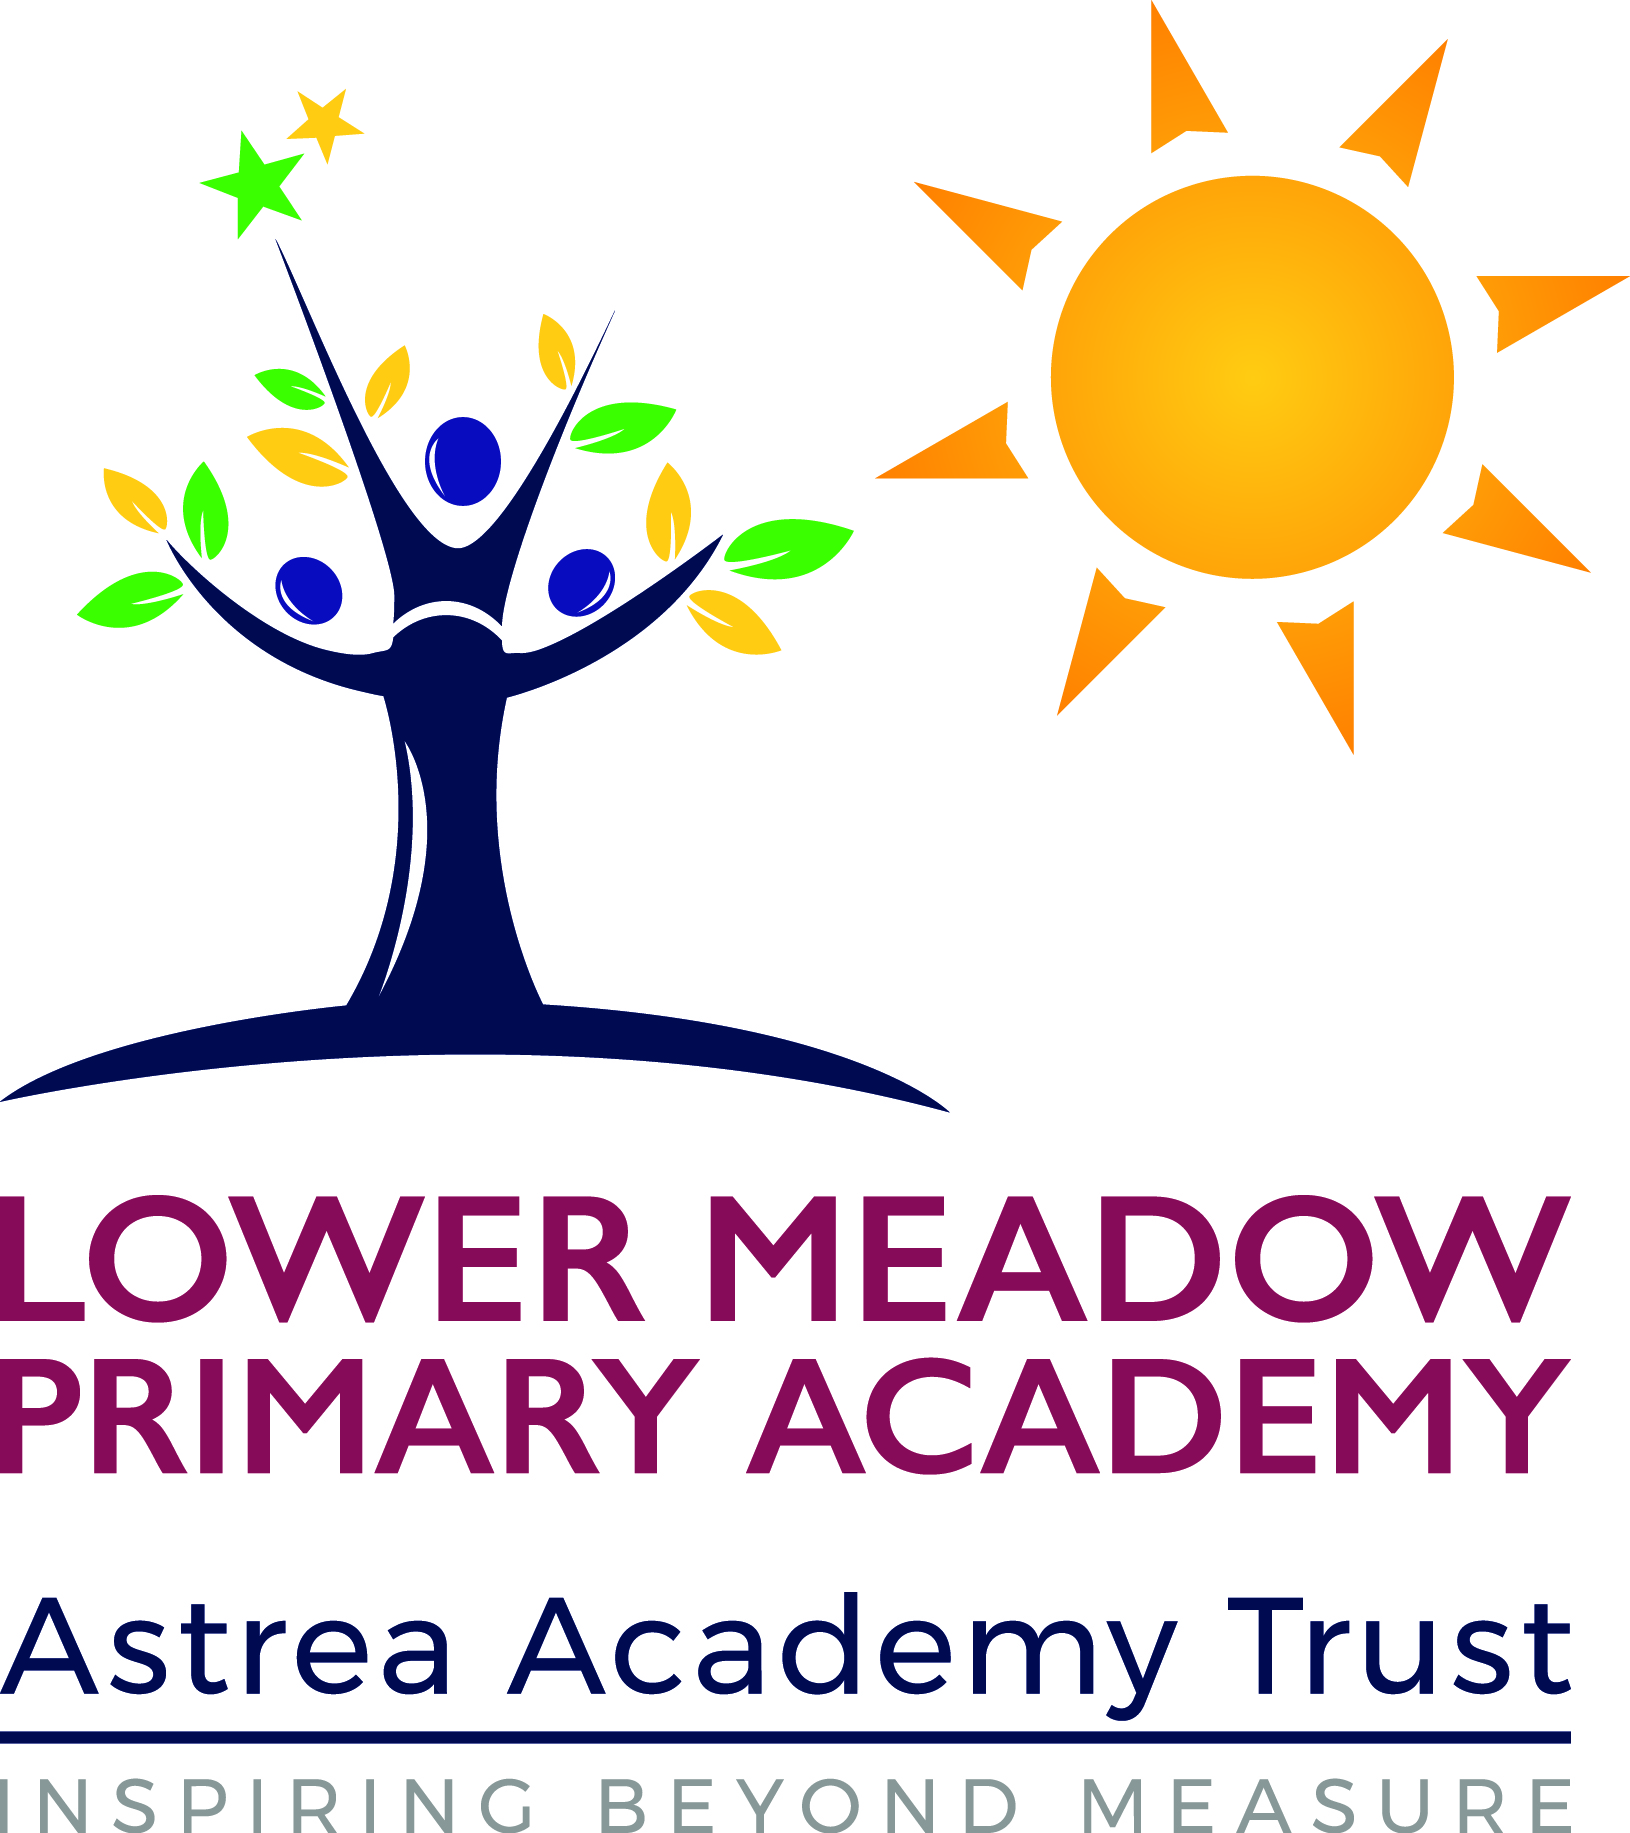 LOWER MEADOW
PRIMARY ACADEMY
Astrea Academy Trust
INSPIRING BEYOND MEASURE